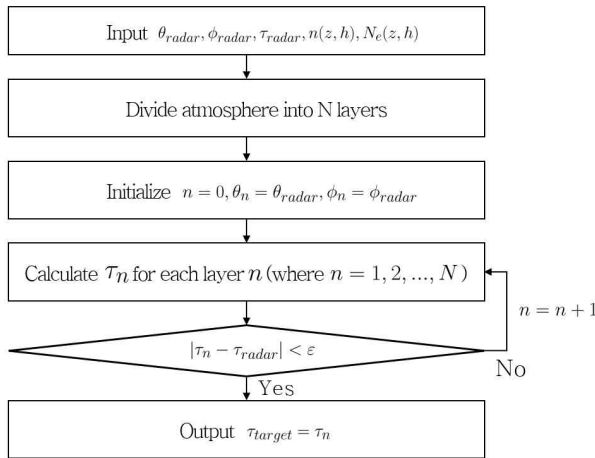 Input θ_radar, ϕ_radar, τ_radar, n(z, h), N_e(z, h)
Divide atmosphere into N layers
Initialize n = 0, θ_n = θ_radar, ϕ_n = ϕ_radar
Calculate τ_n for each layer n (where n = 1, 2, ..., N)
n = n + 1
|τ_n − τ_radar| < ε
No
Yes
Output τ_target = τ_n